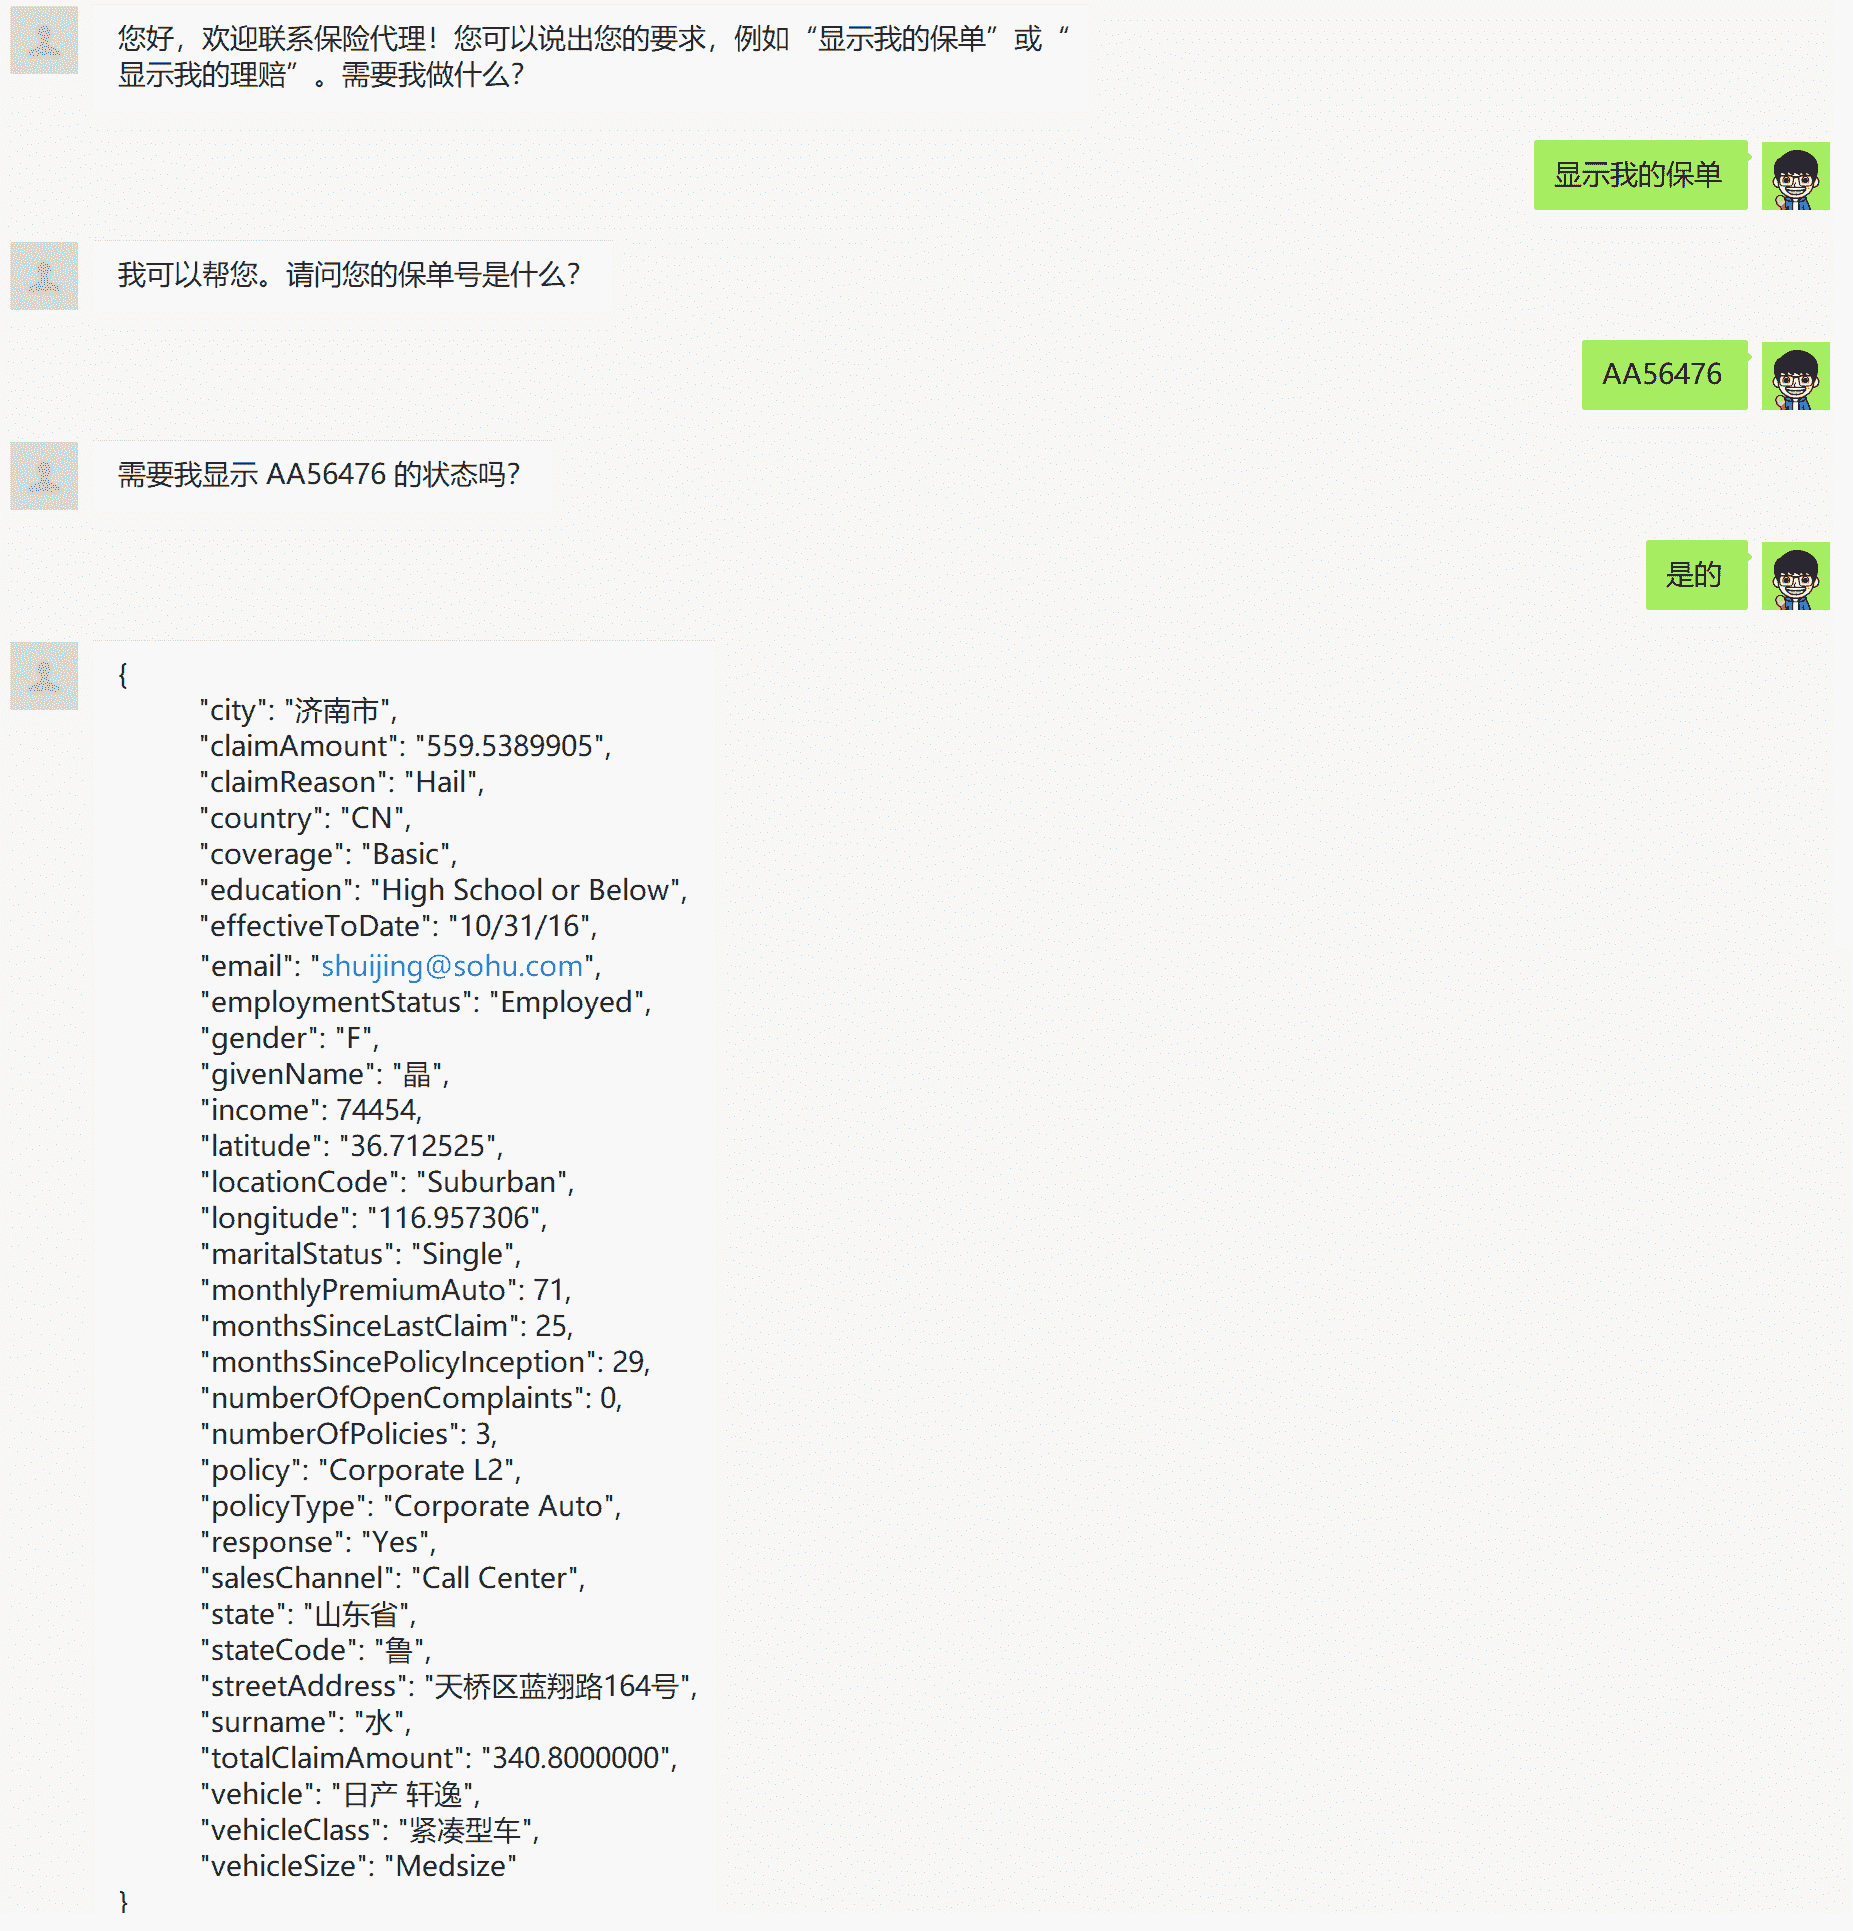 您好，欢迎联系保险代理！您可以说出您的要求，例如“显示我的保单”或“
显示我的理赔”。需要我做什么？
显示我的保单
我可以帮您。请问您的保单号是什么？
AA56476
需要我显示 AA56476 的状态吗？
是的
{
"city": "济南市",
"claimAmount": "559.5389905",
"claimReason": "Hail",
"country": "CN",
"coverage": "Basic",
"education": "High School or Below",
"effectiveToDate": "10/31/16",
"email": "shuijing@sohu.com",
"employmentStatus": "Employed",
"gender": "F",
"givenName": "晶",
"income": 74454,
"latitude": "36.712525",
"locationCode": "Suburban",
"longitude": "116.957306",
"maritalStatus": "Single",
"monthlyPremiumAuto": 71,
"monthsSinceLastClaim": 25,
"monthsSincePolicyInception": 29,
"numberOfOpenComplaints": 0,
"numberOfPolicies": 3,
"policy": "Corporate L2",
"policyType": "Corporate Auto",
"response": "Yes",
"salesChannel": "Call Center",
"state": "山东省",
"stateCode": "鲁",
"streetAddress": "天桥区蓝翔路164号",
"surname": "水",
"totalClaimAmount": "340.8000000",
"vehicle": "日产 轩逸",
"vehicleClass": "紧凑型车",
"vehicleSize": "Medsize"
}